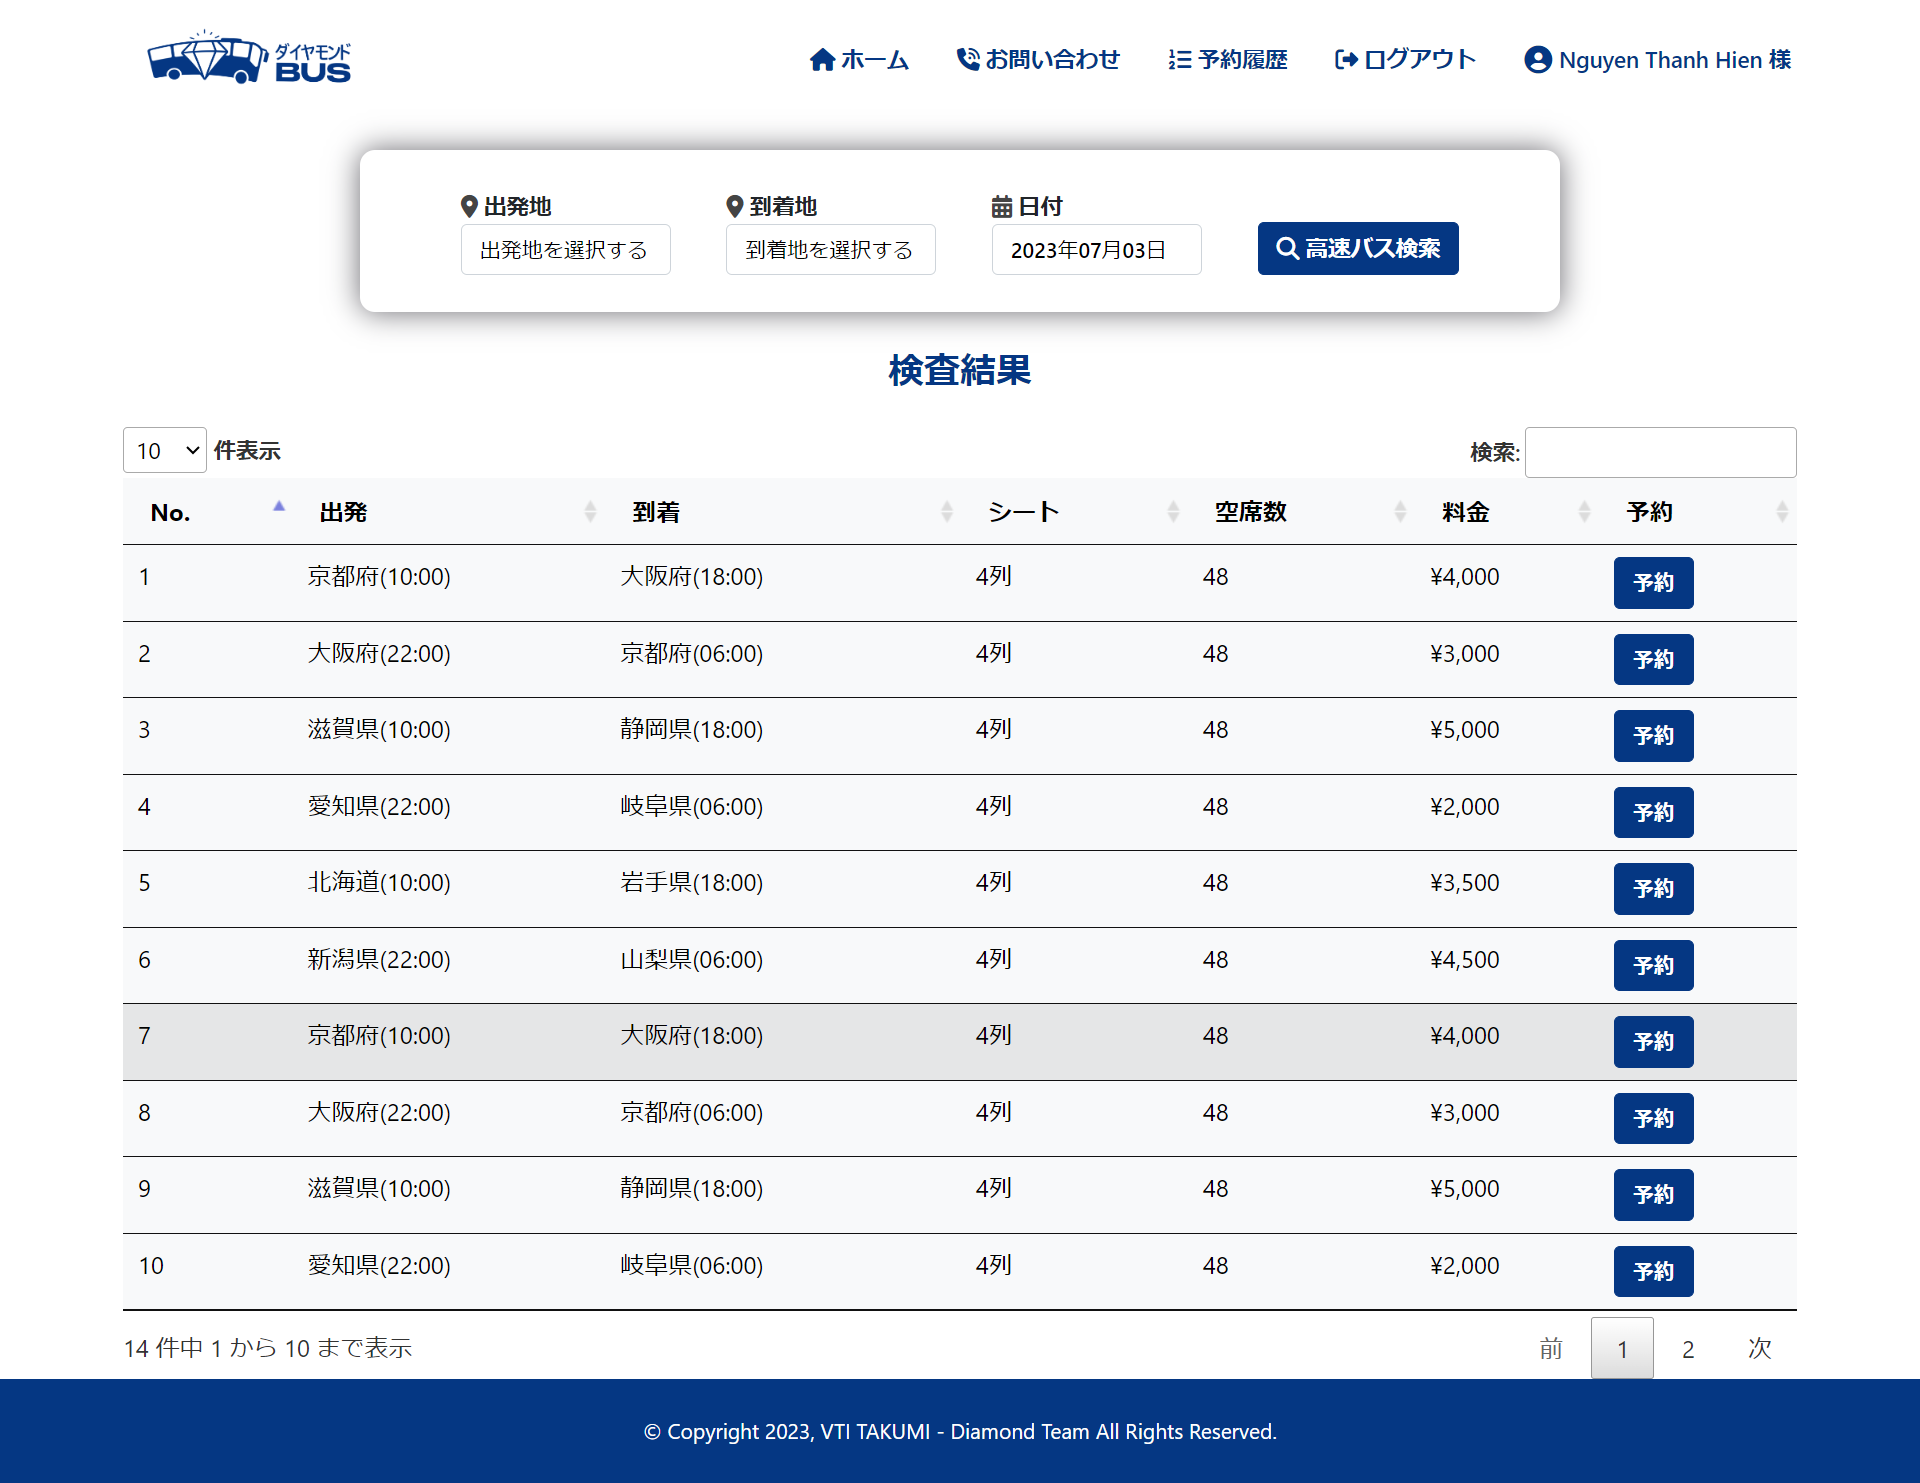 ダイヤモンド
BUS
ホーム お問い合わせ 予約履歴 ログアウト Nguyen Thanh Hien 様
出発地 到着地 日付
出発地を選択する 到着地を選択する 2023年07月03日 高速バス検索
検査結果
10 件表示 検索:
No. 出発 到着 シート 空席数 料金 予約
1 京都府(10:00) 大阪府(18:00) 4列 48 ¥4,000 予約
2 大阪府(22:00) 京都府(06:00) 4列 48 ¥3,000 予約
3 滋賀県(10:00) 静岡県(18:00) 4列 48 ¥5,000 予約
4 愛知県(22:00) 岐阜県(06:00) 4列 48 ¥2,000 予約
5 北海道(10:00) 岩手県(18:00) 4列 48 ¥3,500 予約
6 新潟県(22:00) 山梨県(06:00) 4列 48 ¥4,500 予約
7 京都府(10:00) 大阪府(18:00) 4列 48 ¥4,000 予約
8 大阪府(22:00) 京都府(06:00) 4列 48 ¥3,000 予約
9 滋賀県(10:00) 静岡県(18:00) 4列 48 ¥5,000 予約
10 愛知県(22:00) 岐阜県(06:00) 4列 48 ¥2,000 予約
14 件中 1 から 10 まで表示 前 1 2 次
© Copyright 2023, VTI TAKUMI - Diamond Team All Rights Reserved.